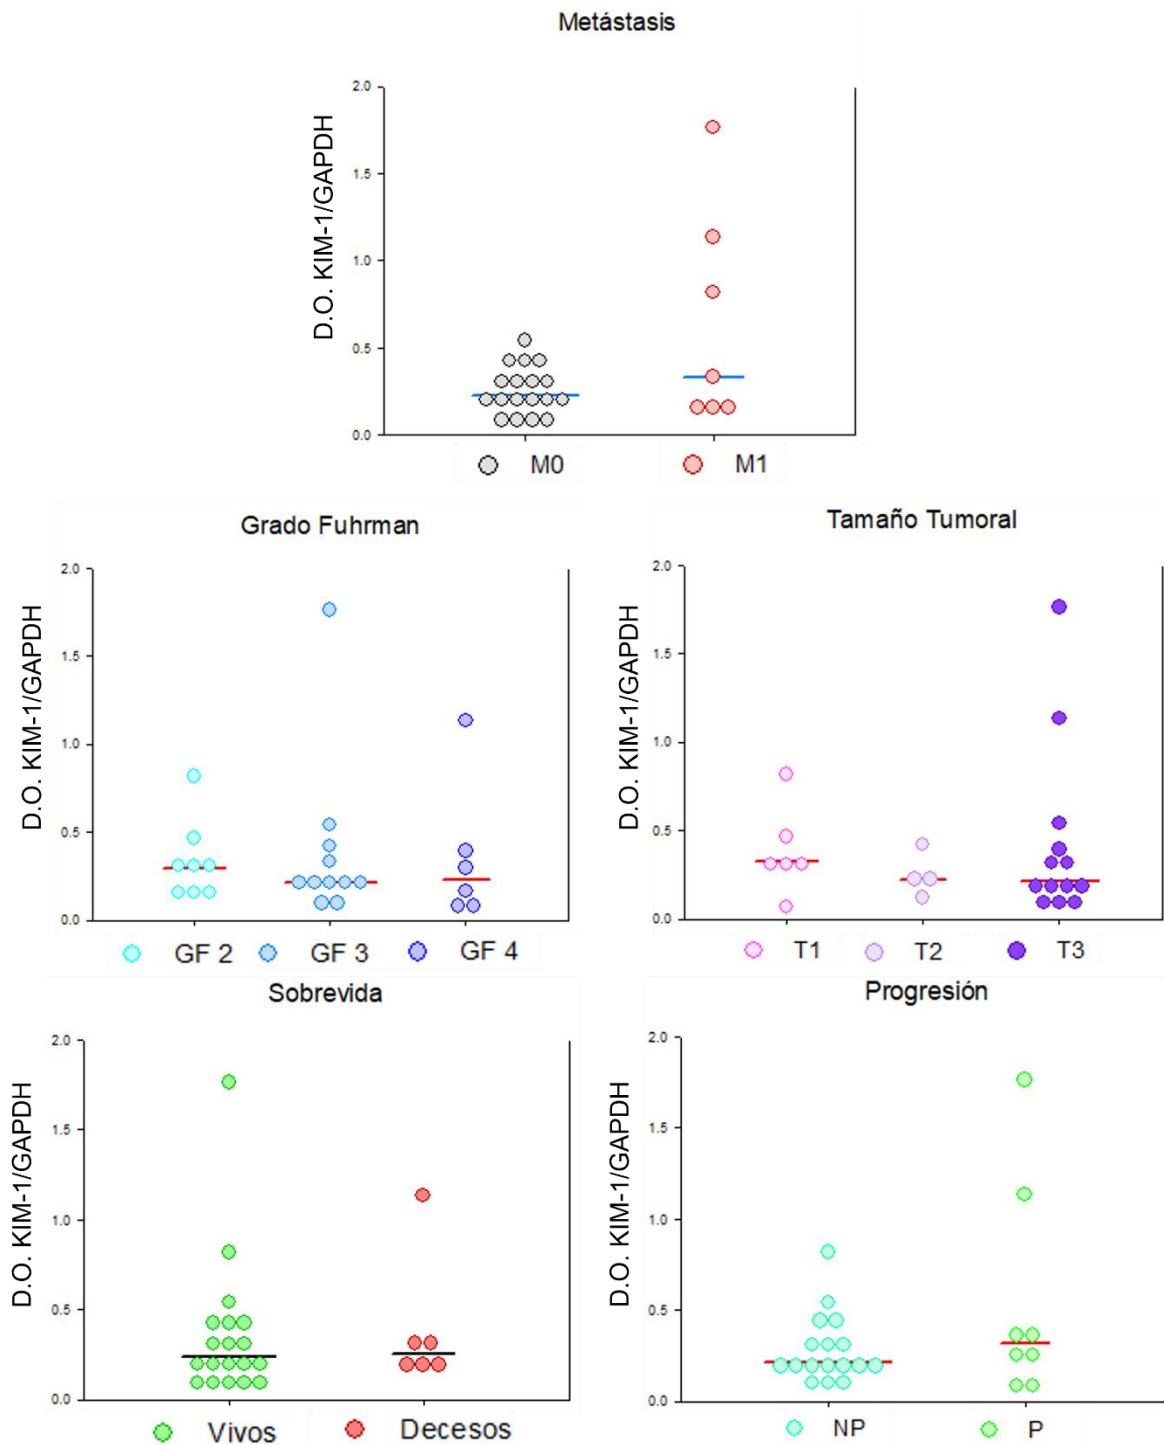 Metástasis
D.O. KIM-1/GAPDH
2.0
1.5
1.0
0.5
0.0
M0 M1
Grado Fuhrman
D.O. KIM-1/GAPDH
2.0
1.5
1.0
0.5
0.0
GF 2 GF 3 GF 4
Tamaño Tumoral
D.O. KIM-1/GAPDH
2.0
1.5
1.0
0.5
0.0
T1 T2 T3
Sobrevida
D.O. KIM-1/GAPDH
2.0
1.5
1.0
0.5
0.0
Vivos Decesos
Progresión
D.O. KIM-1/GAPDH
2.0
1.5
1.0
0.5
0.0
NP P